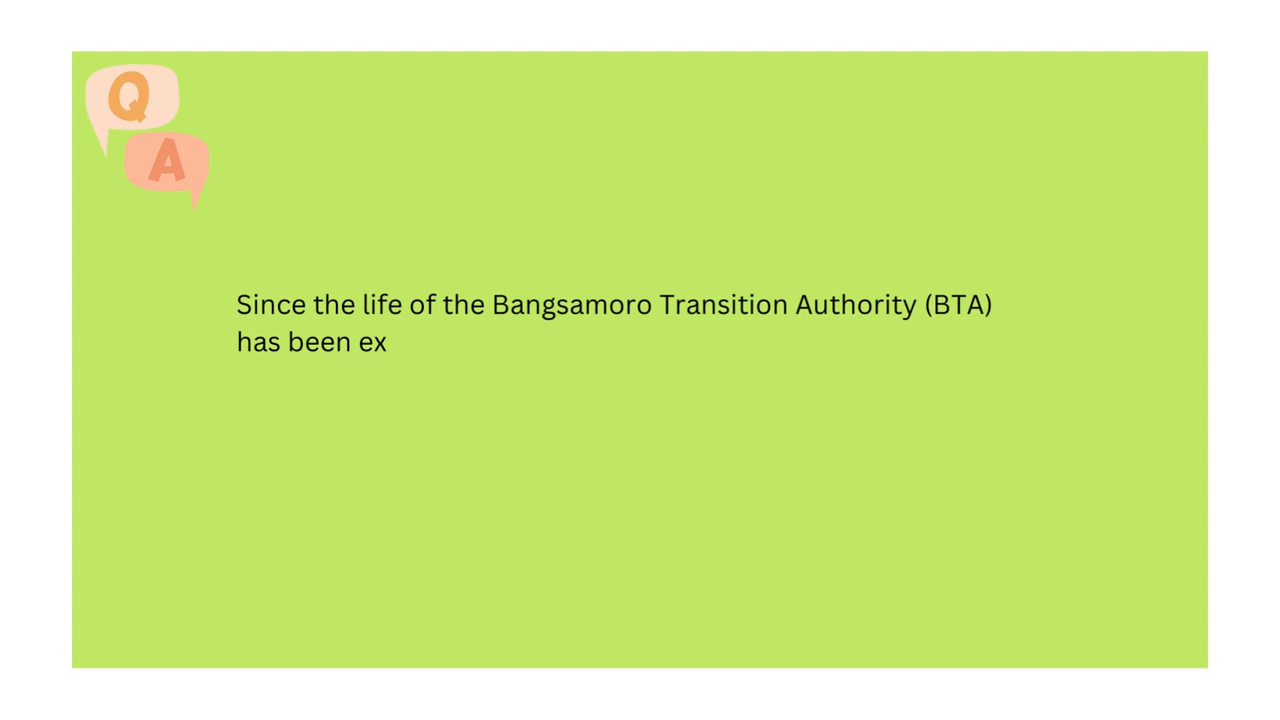 Q
A
Since the life of the Bangsamoro Transition Authority (BTA)
has been ex